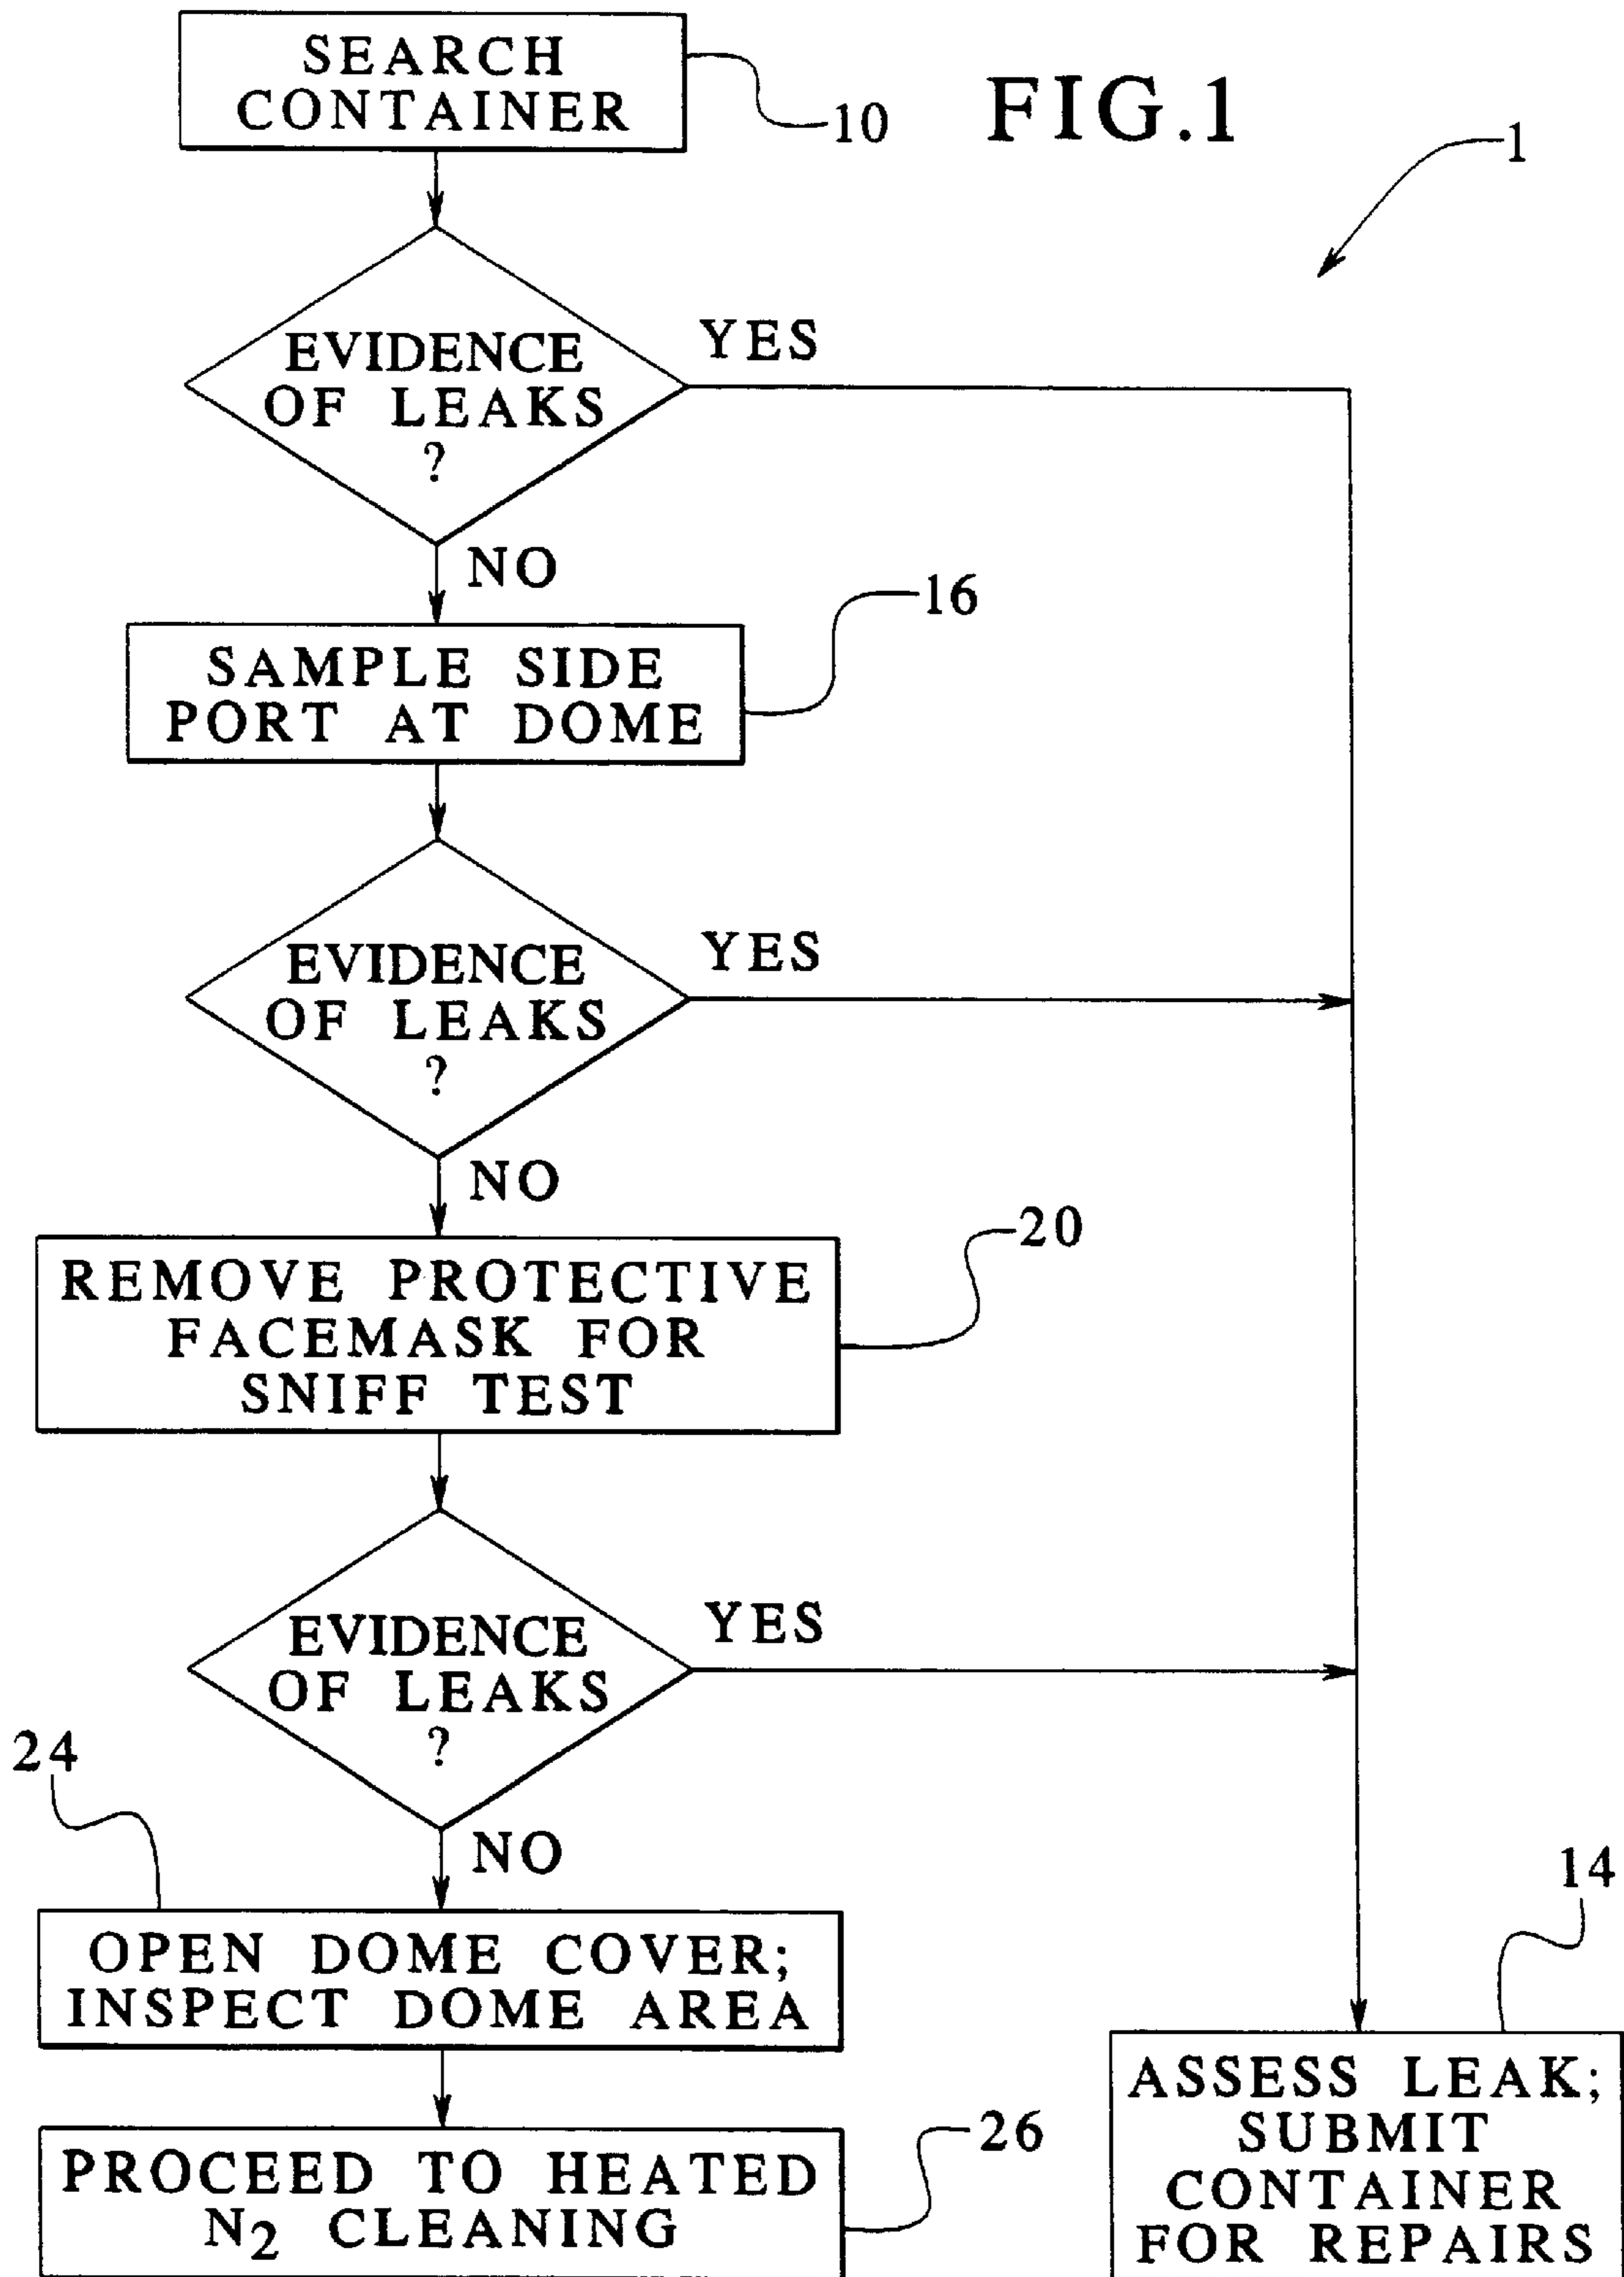 SEARCH
CONTAINER
10
FIG.1
1
EVIDENCE
OF LEAKS
?
YES
NO
16
SAMPLE SIDE
PORT AT DOME
EVIDENCE
OF LEAKS
?
YES
NO
20
REMOVE PROTECTIVE
FACEMASK FOR
SNIFF TEST
EVIDENCE
OF LEAKS
?
YES
24
NO
OPEN DOME COVER;
INSPECT DOME AREA
14
ASSESS LEAK;
SUBMIT
CONTAINER
FOR REPAIRS
26
PROCEED TO HEATED
N₂ CLEANING